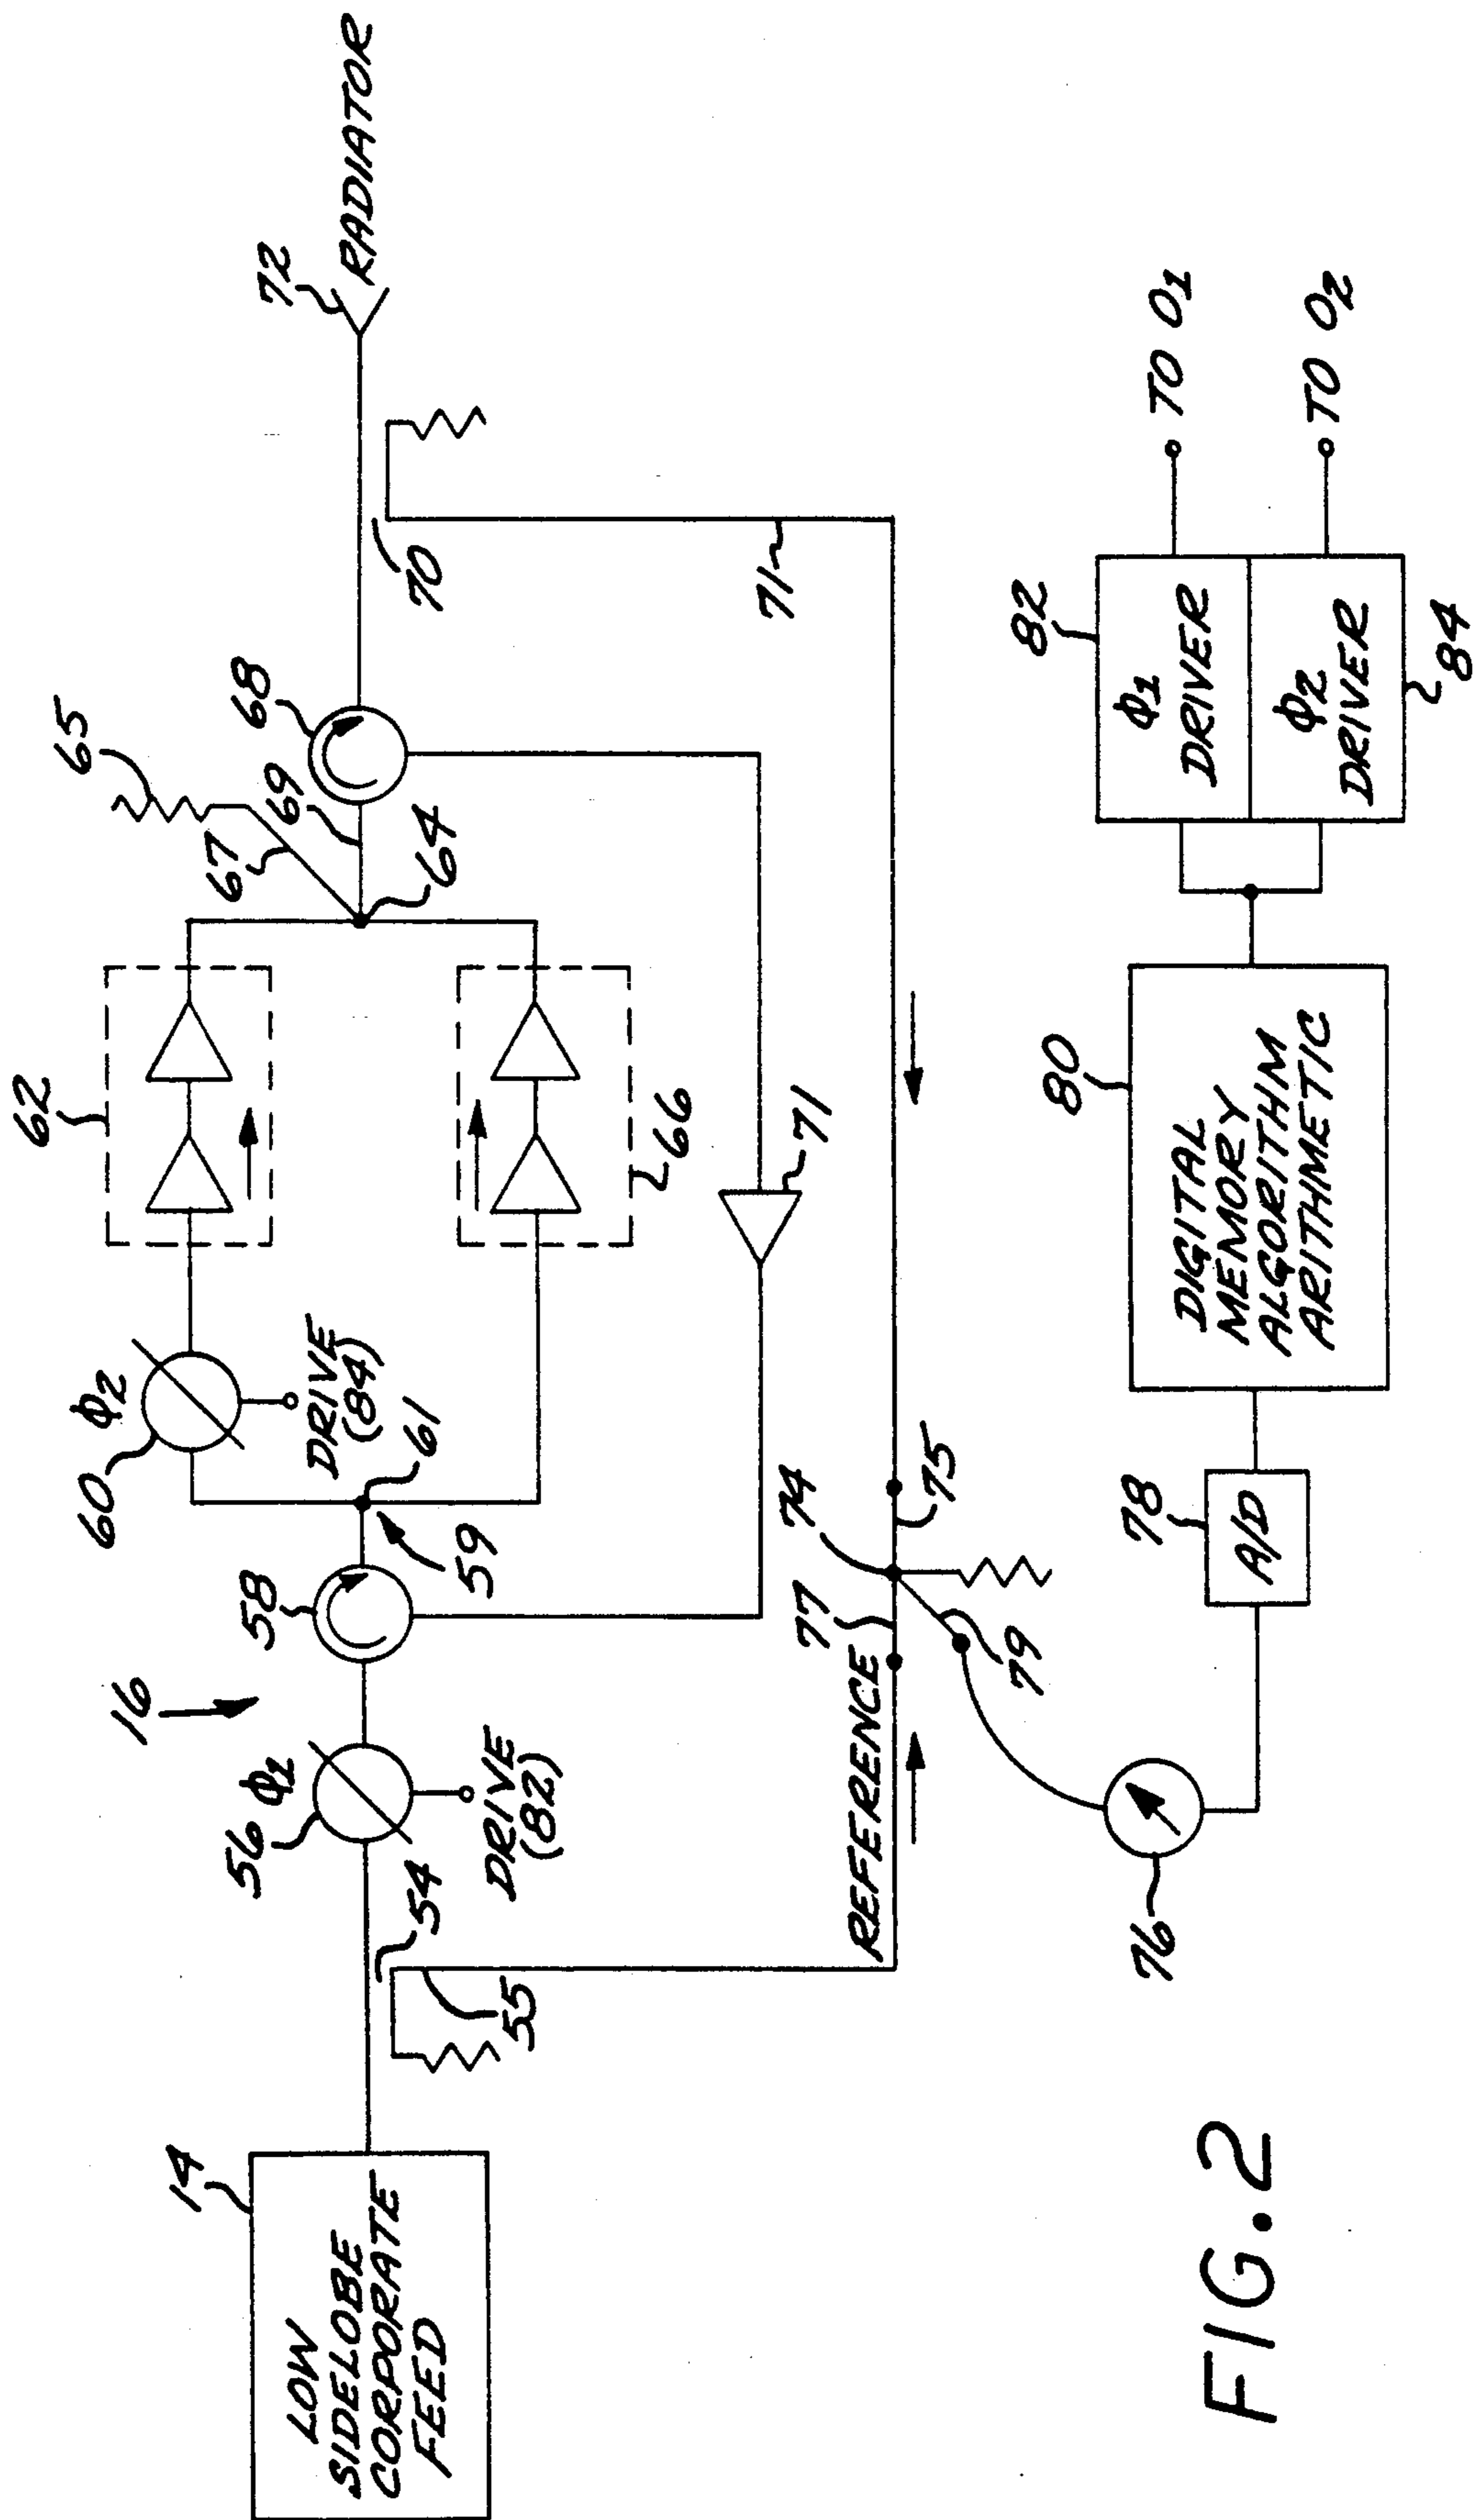 14
LOW
SIDELOBE
CORPORATE
FEED
54
55
56 φ1
DRIVE
(82)
16
58
59
60 φ2
DRIVE
(84)
61
62
66
64
67
69
65
68
70
71
72
RADIATOR
71
REFERENCE
77
74
75
79
76
78
A/D
80
DIGITAL
MEMORY
ALGORITHM
ARITHMETIC
82
φ1
DRIVER
φ2
DRIVER
84
TO O1
TO O2
FIG. 2